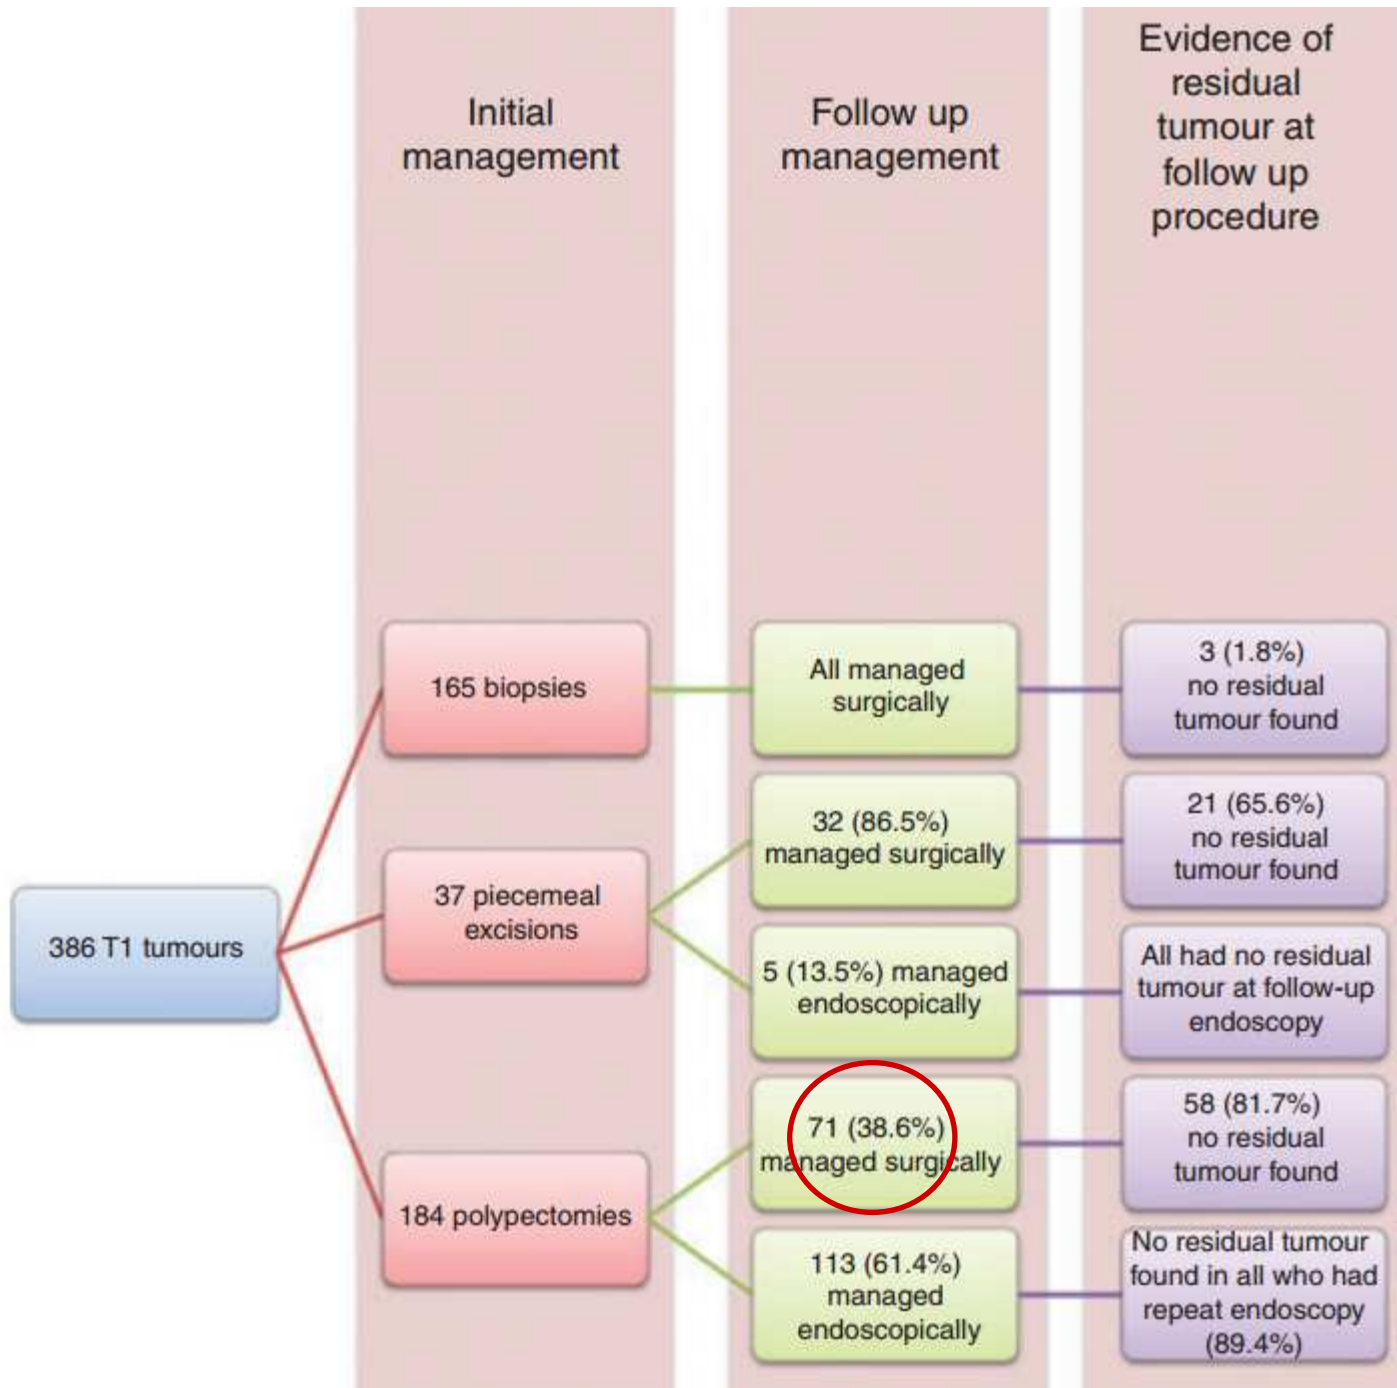 Initial
management
Follow up
management
Evidence of
residual
tumour at
follow up
procedure
386 T1 tumours
165 biopsies
All managed
surgically
3 (1.8%)
no residual
tumour found
37 piecemeal
excisions
32 (86.5%)
managed surgically
21 (65.6%)
no residual
tumour found
5 (13.5%) managed
endoscopically
All had no residual
tumour at follow-up
endoscopy
184 polypectomies
71 (38.6%)
managed surgically
58 (81.7%)
no residual
tumour found
113 (61.4%)
managed
endoscopically
No residual tumour
found in all who had
repeat endoscopy
(89.4%)